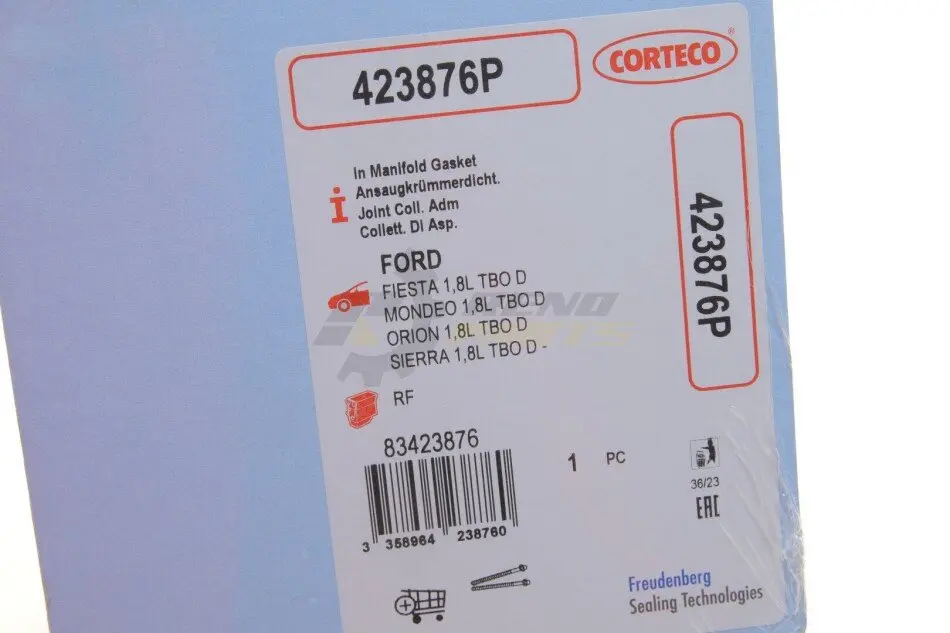 423876P
CORTECO®
In Manifold Gasket
Ansaugkrümmerdicht.
Joint Coll. Adm
Collett. Di Asp.
423876P
FORD
FIESTA 1,8L TBO D
MONDEO 1,8L TBO D
ORION 1,8L TBO D
SIERRA 1,8L TBO D -
RF
83423876
1 PC
36/23
EAC
3 358964 238760
Freudenberg
Sealing Technologies